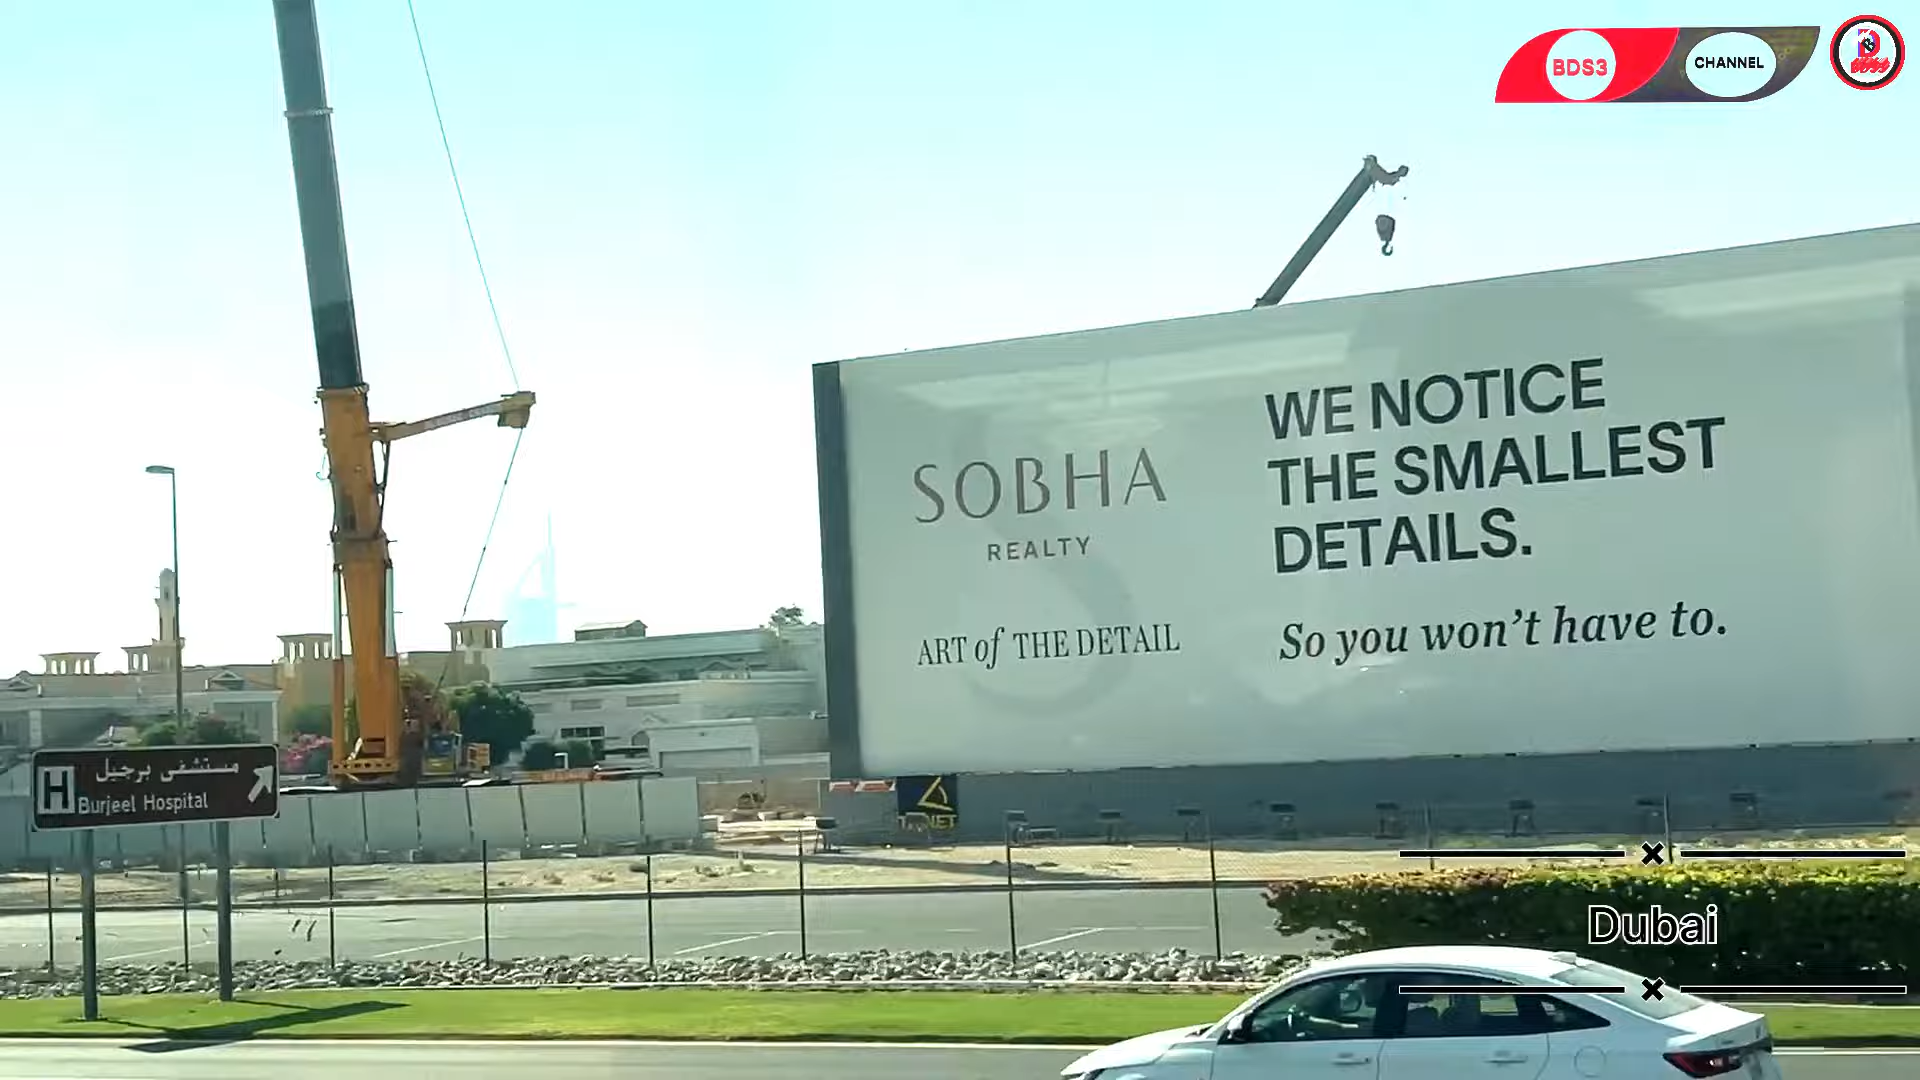 BDS3
CHANNEL
SOBHA
REALTY
ART of THE DETAIL
WE NOTICE
THE SMALLEST
DETAILS.
So you won't have to.
H
مستشفى برجيل
Burjeel Hospital
Dubai